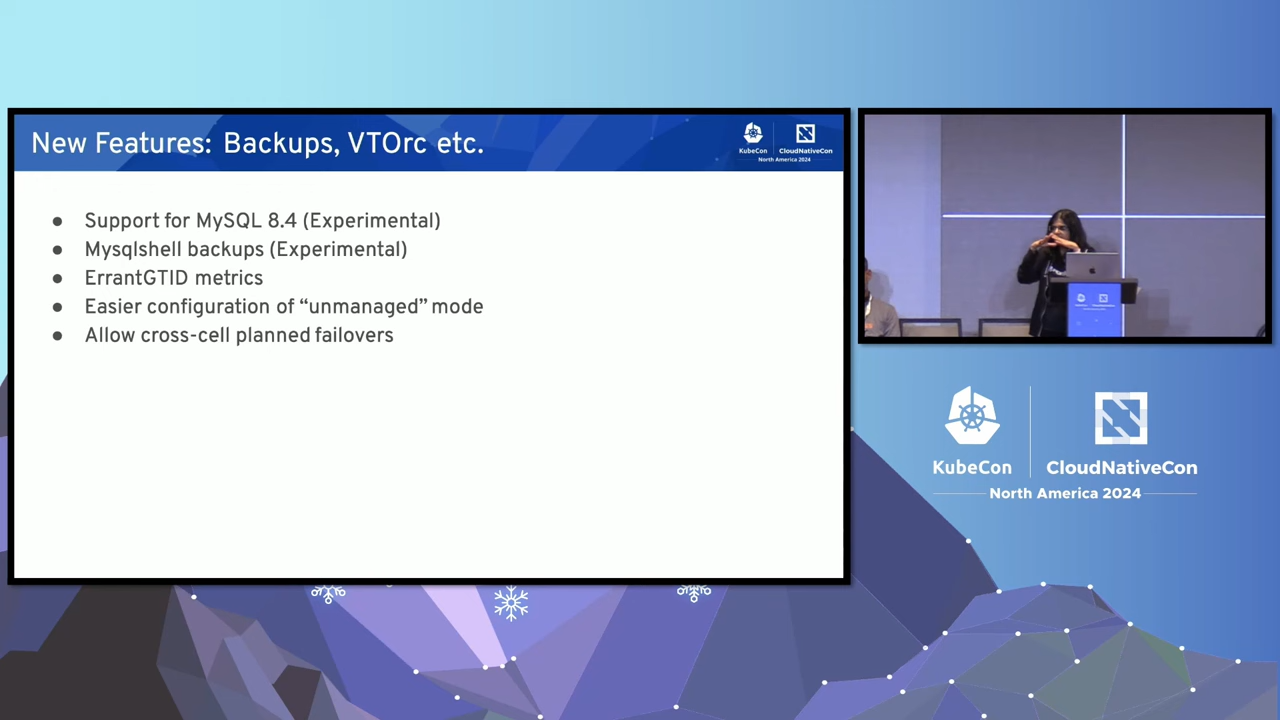 New Features: Backups, VTOrc etc.
KubeCon
CloudNativeCon
North America 2024
● Support for MySQL 8.4 (Experimental)
● Mysqlshell backups (Experimental)
● ErrantGTID metrics
● Easier configuration of “unmanaged” mode
● Allow cross-cell planned failovers
KubeCon
CloudNativeCon
North America 2024